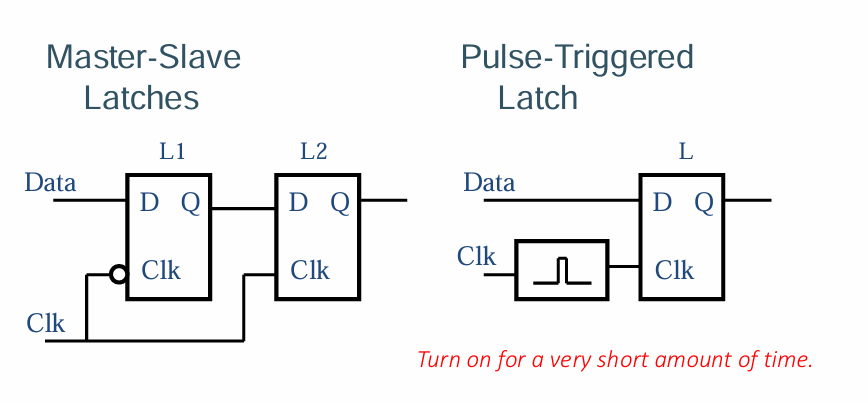 Master-Slave
Latches
Pulse-Triggered
Latch
L1
L2
L
Data
D Q
D Q
Clk
Clk
Clk
Data
D Q
Clk
Clk
Turn on for a very short amount of time.